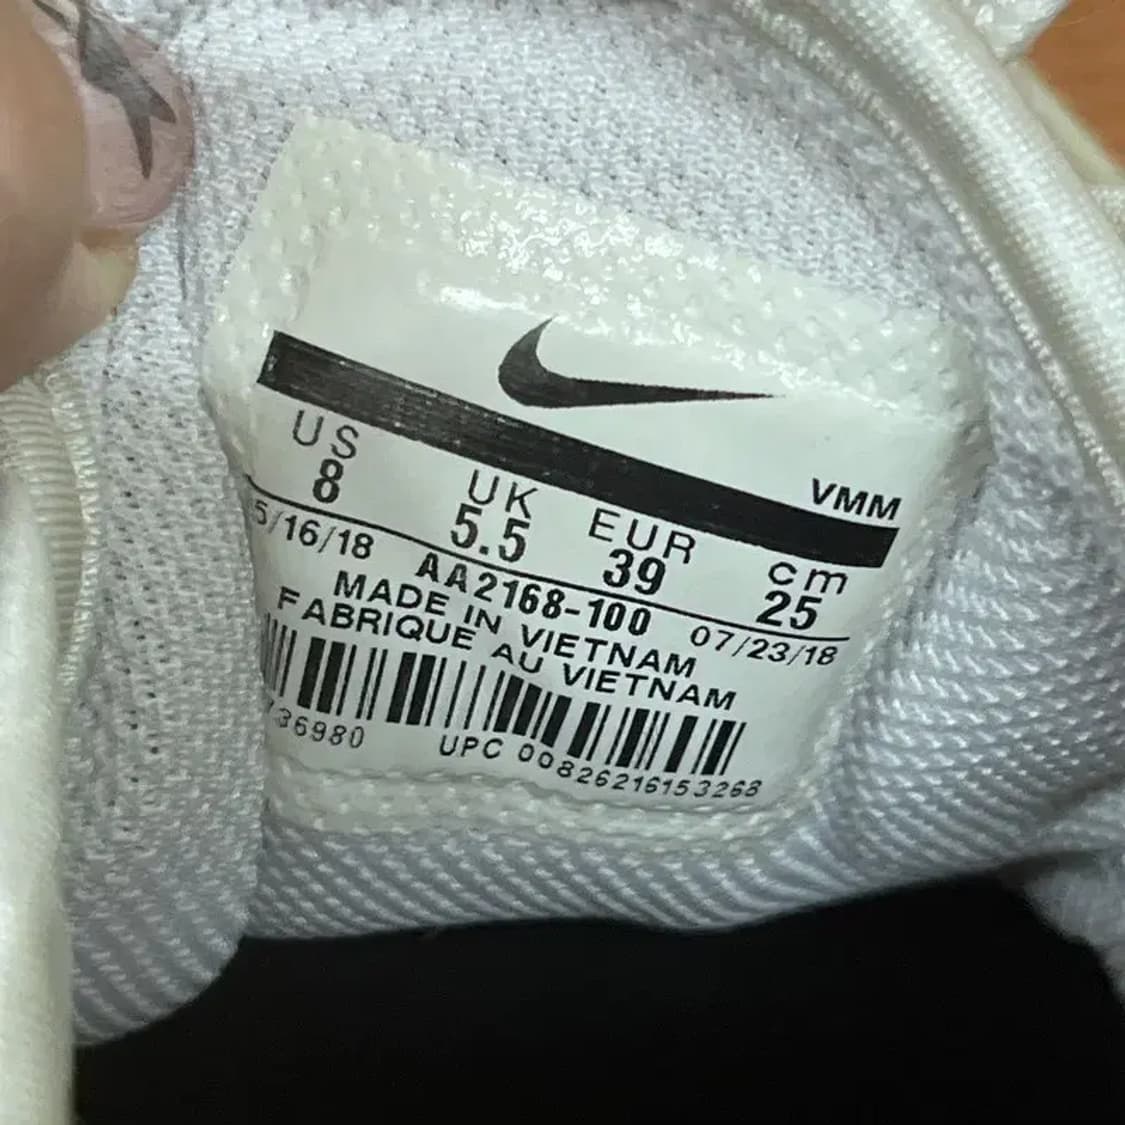 VMM
US UK EUR cm
8 5.5 39 25
5/16/18 AA2168-100 07/23/18
MADE IN VIETNAM
FABRIQUE AU VIETNAM
36980 UPC 00826216153268